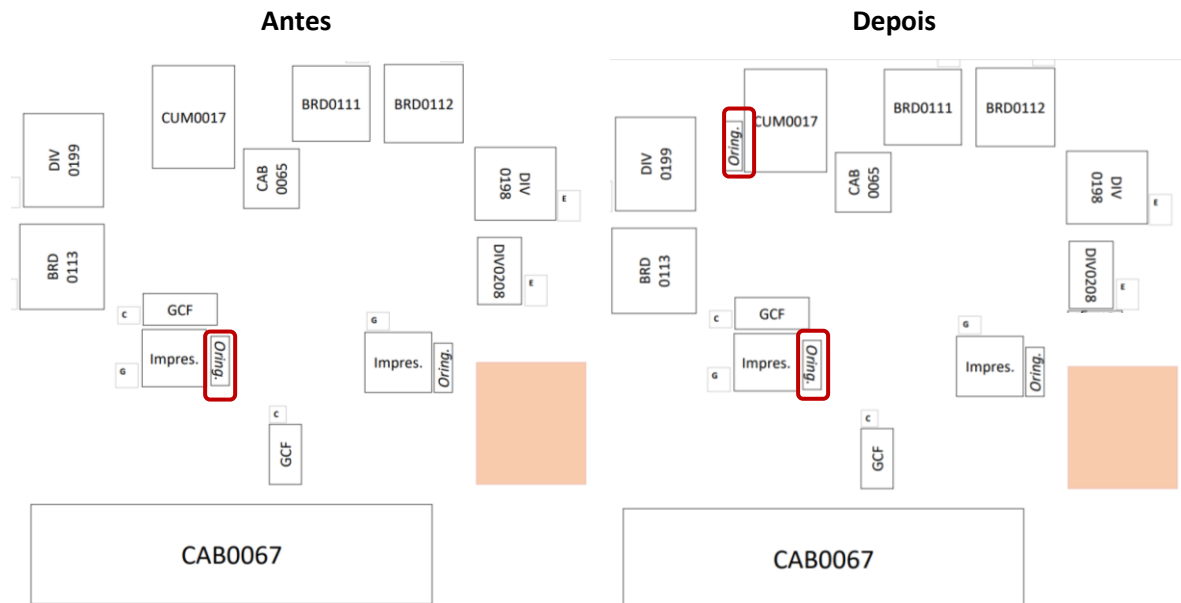 Antes
CUM0017
BRD0111
BRD0112
DIV
0199
CAB
0065
DIV
0198
E
BRD
0113
DIV0208
E
GCF
C
G
Impres.
Oring.
G
Impres.
Oring.
C
GCF
CAB0067
Depois
CUM0017
Oring.
BRD0111
BRD0112
DIV
0199
CAB
0065
DIV
0198
E
BRD
0113
DIV0208
E
GCF
C
G
Impres.
Oring.
G
Impres.
Oring.
C
GCF
CAB0067